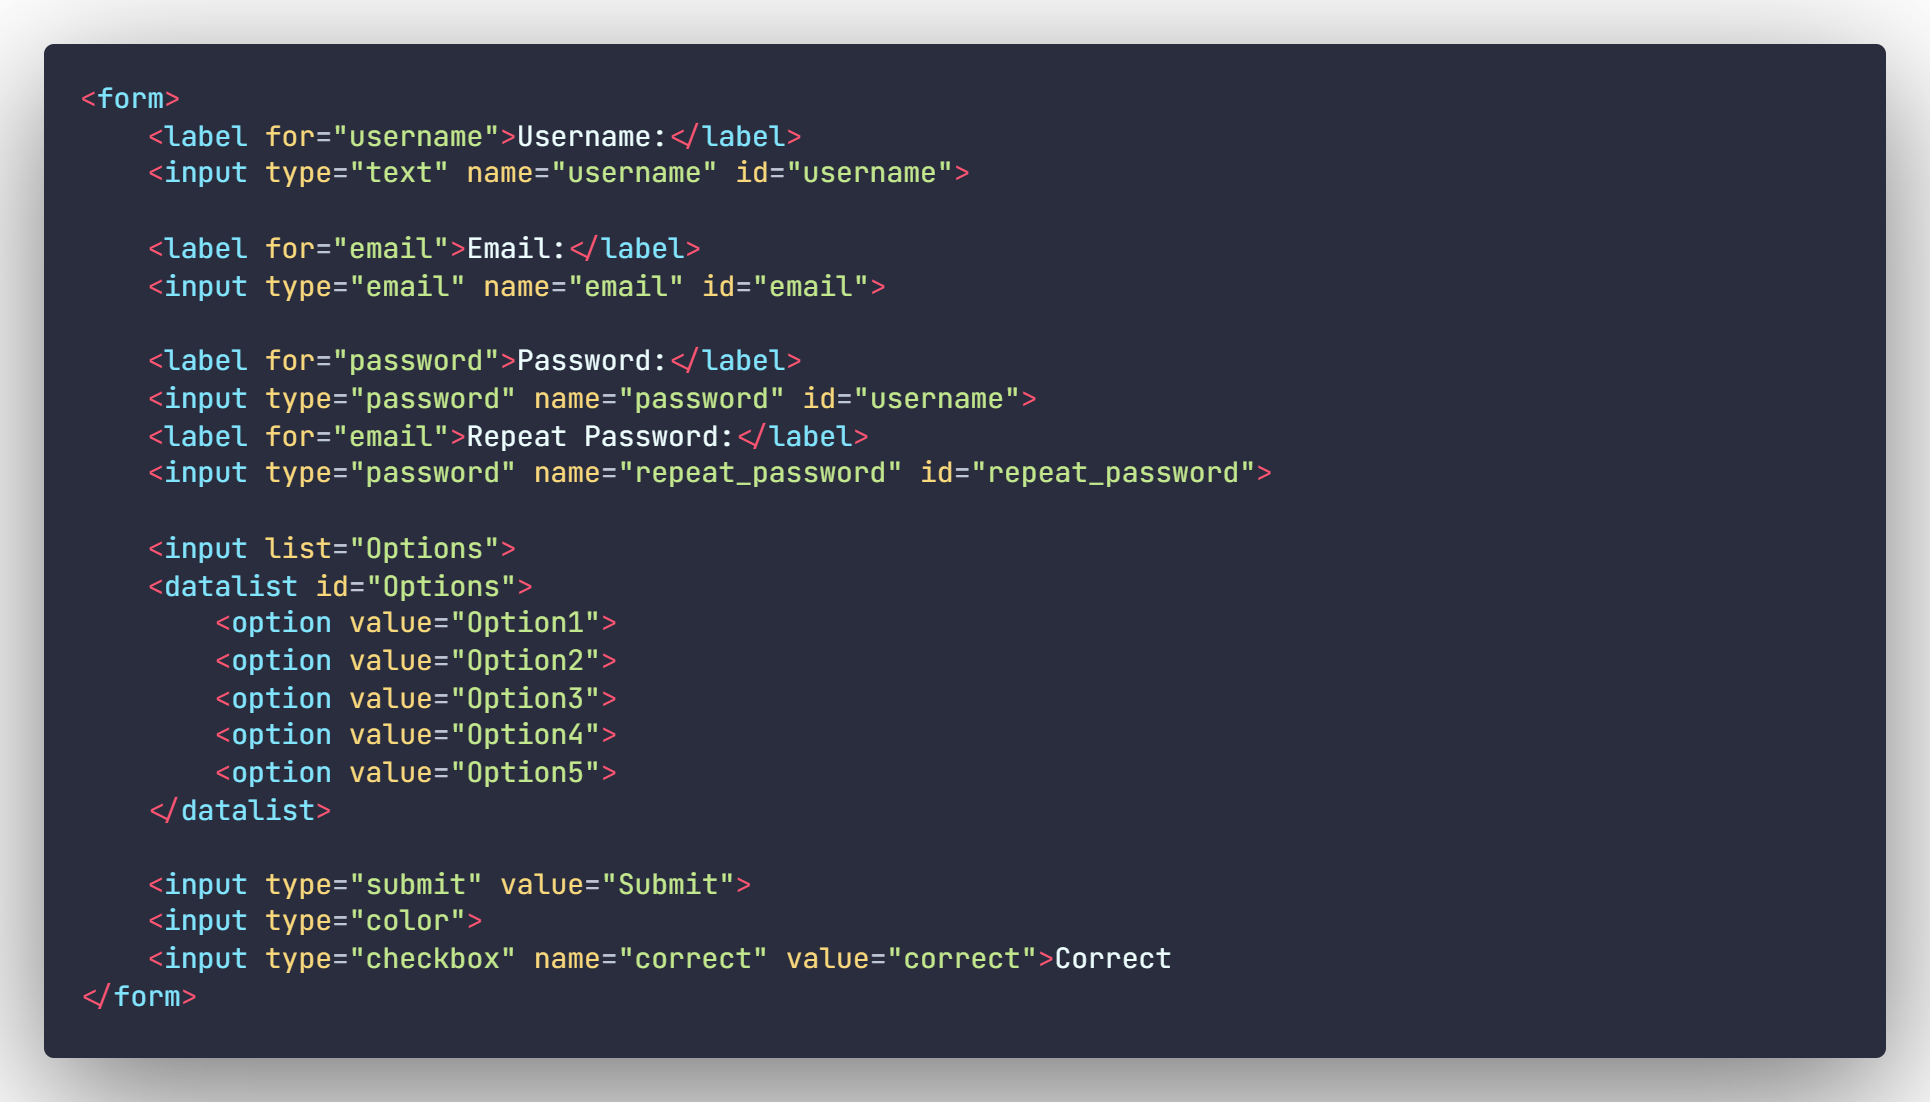 <form>
    <label for="username">Username:</label>
    <input type="text" name="username" id="username">

    <label for="email">Email:</label>
    <input type="email" name="email" id="email">

    <label for="password">Password:</label>
    <input type="password" name="password" id="username">
    <label for="email">Repeat Password:</label>
    <input type="password" name="repeat_password" id="repeat_password">

    <input list="Options">
    <datalist id="Options">
        <option value="Option1">
        <option value="Option2">
        <option value="Option3">
        <option value="Option4">
        <option value="Option5">
    </datalist>

    <input type="submit" value="Submit">
    <input type="color">
    <input type="checkbox" name="correct" value="correct">Correct
</form>